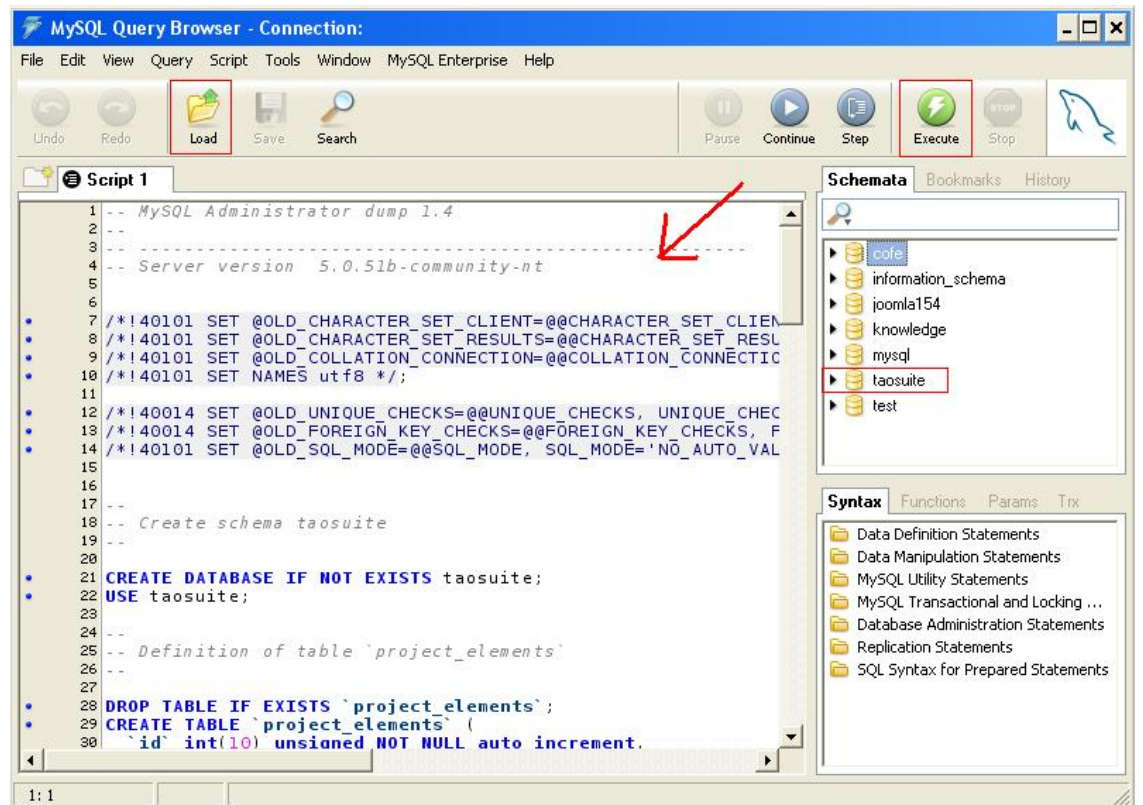 MySQL Query Browser - Connection:
File Edit View Query Script Tools Window MySQL Enterprise Help
Undo Redo Load Save Search Pause Continue Step Execute STOP Stop
Script 1
1 -- MySQL Administrator dump 1.4
2 --
3 -- ------------------------------------------------------
4 -- Server version 5.0.51b-community-nt
5
6
7 /*!40101 SET @OLD_CHARACTER_SET_CLIENT=@@CHARACTER_SET_CLIEN
8 /*!40101 SET @OLD_CHARACTER_SET_RESULTS=@@CHARACTER_SET_RESU
9 /*!40101 SET @OLD_COLLATION_CONNECTION=@@COLLATION_CONNECTIO
10 /*!40101 SET NAMES utf8 */;
11
12 /*!40014 SET @OLD_UNIQUE_CHECKS=@@UNIQUE_CHECKS, UNIQUE_CHEC
13 /*!40014 SET @OLD_FOREIGN_KEY_CHECKS=@@FOREIGN_KEY_CHECKS, F
14 /*!40101 SET @OLD_SQL_MODE=@@SQL_MODE, SQL_MODE='NO_AUTO_VAL
15
16
17 --
18 -- Create schema taosuite
19 --
20
21 CREATE DATABASE IF NOT EXISTS taosuite;
22 USE taosuite;
23
24 --
25 -- Definition of table `project_elements`
26 --
27
28 DROP TABLE IF EXISTS `project_elements`;
29 CREATE TABLE `project_elements` (
30 `id` int(10) unsigned NOT NULL auto_increment,
1: 1
Schemata Bookmarks History
cofe
information_schema
joomla154
knowledge
mysql
taosuite
test
Syntax Functions Params Trx
Data Definition Statements
Data Manipulation Statements
MySQL Utility Statements
MySQL Transactional and Locking ...
Database Administration Statements
Replication Statements
SQL Syntax for Prepared Statements